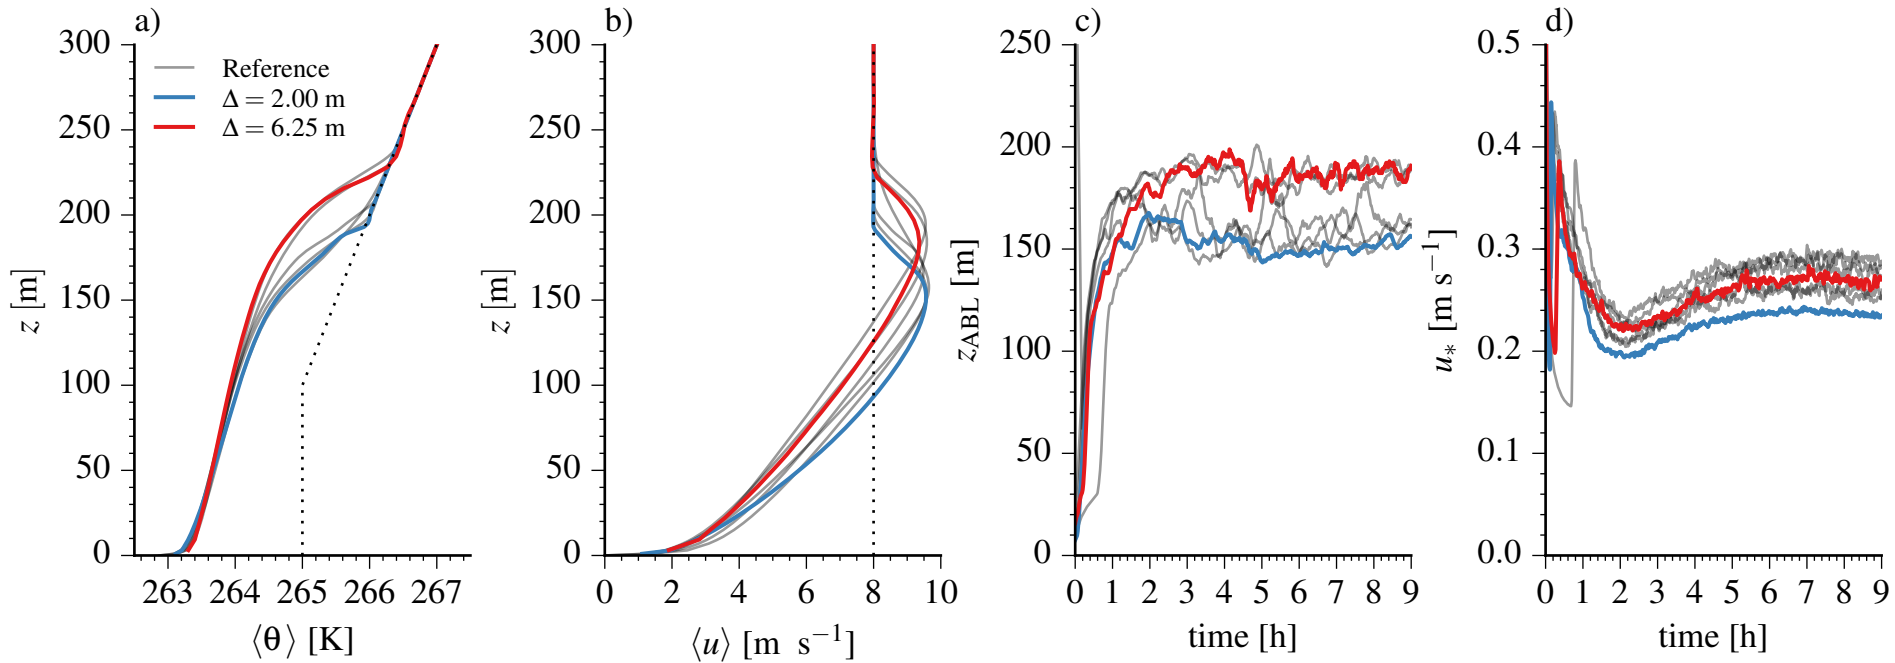 a)
300
250
200
150
100
50
0
z [m]
Reference
Δ = 2.00 m
Δ = 6.25 m
263 264 265 266 267
⟨θ⟩ [K]
b)
300
250
200
150
100
50
0
z [m]
0 2 4 6 8 10
⟨u⟩ [m s⁻¹]
c)
250
200
150
100
50
0
z_ABL [m]
0 1 2 3 4 5 6 7 8 9
time [h]
d)
0.5
0.4
0.3
0.2
0.1
0.0
u_* [m s⁻¹]
0 1 2 3 4 5 6 7 8 9
time [h]